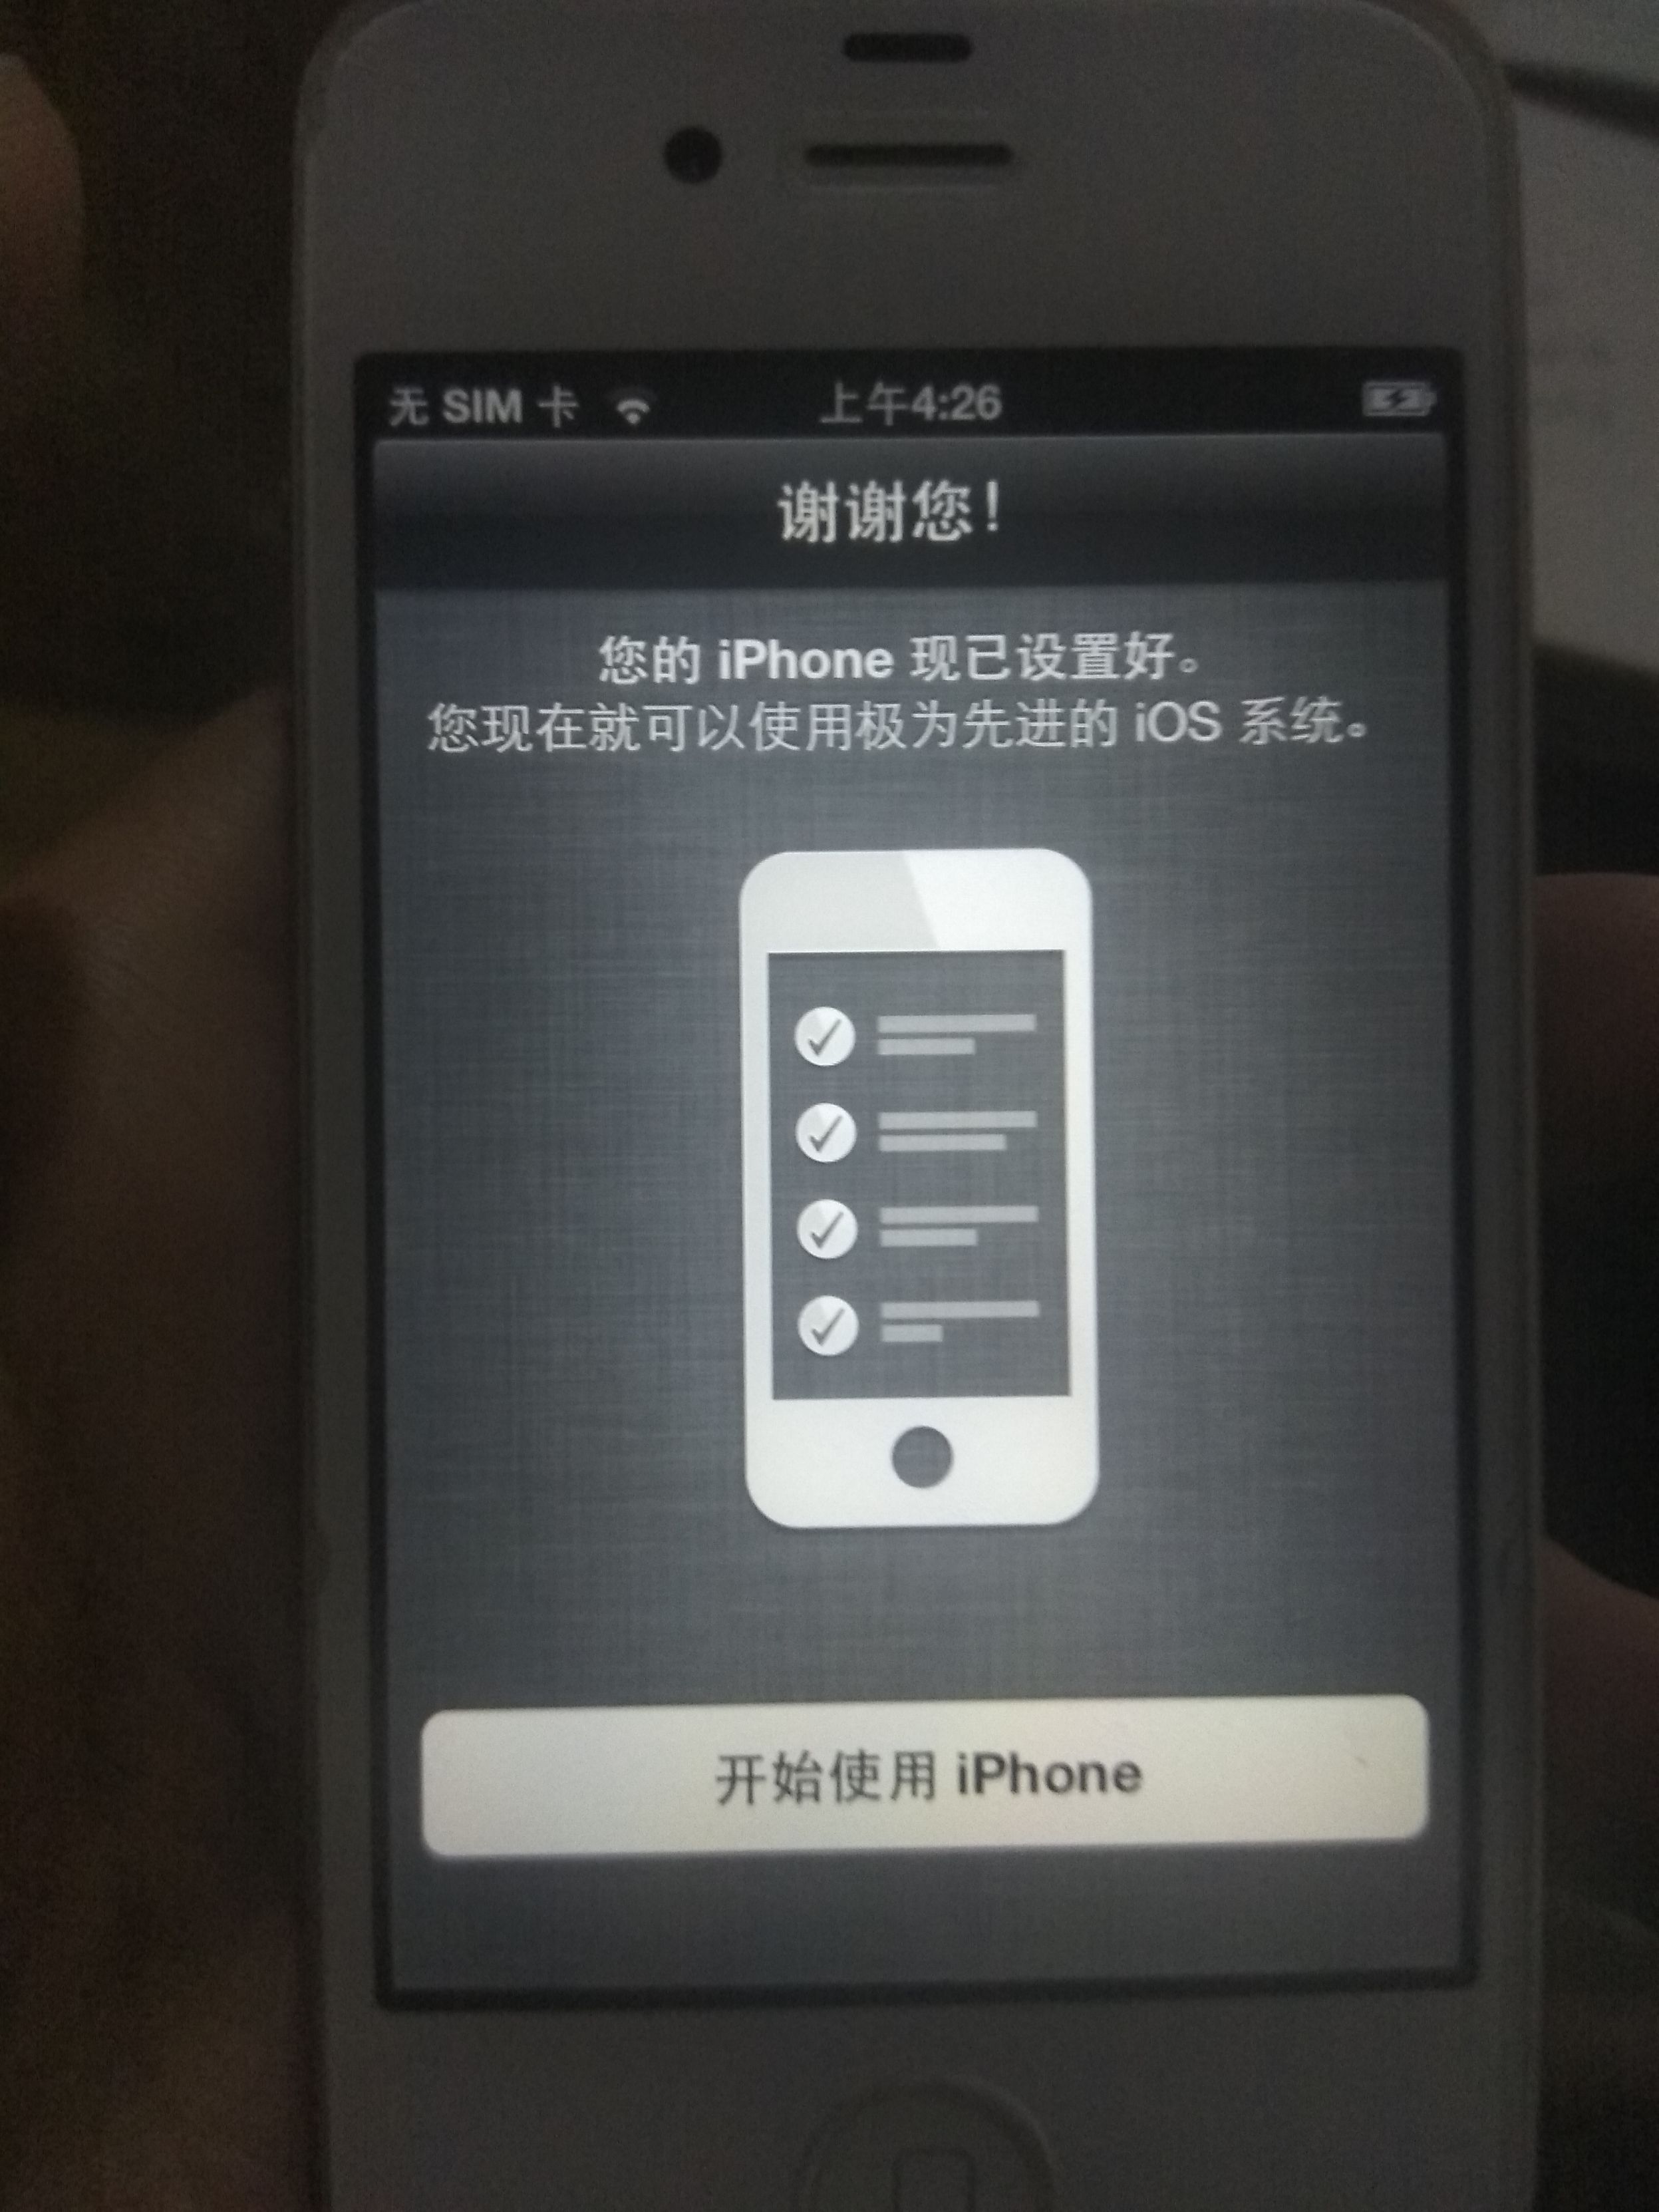 无 SIM 卡 上午4:26
谢谢您！
您的 iPhone 现已设置好。
您现在就可以使用极为先进的 iOS 系统。
开始使用 iPhone